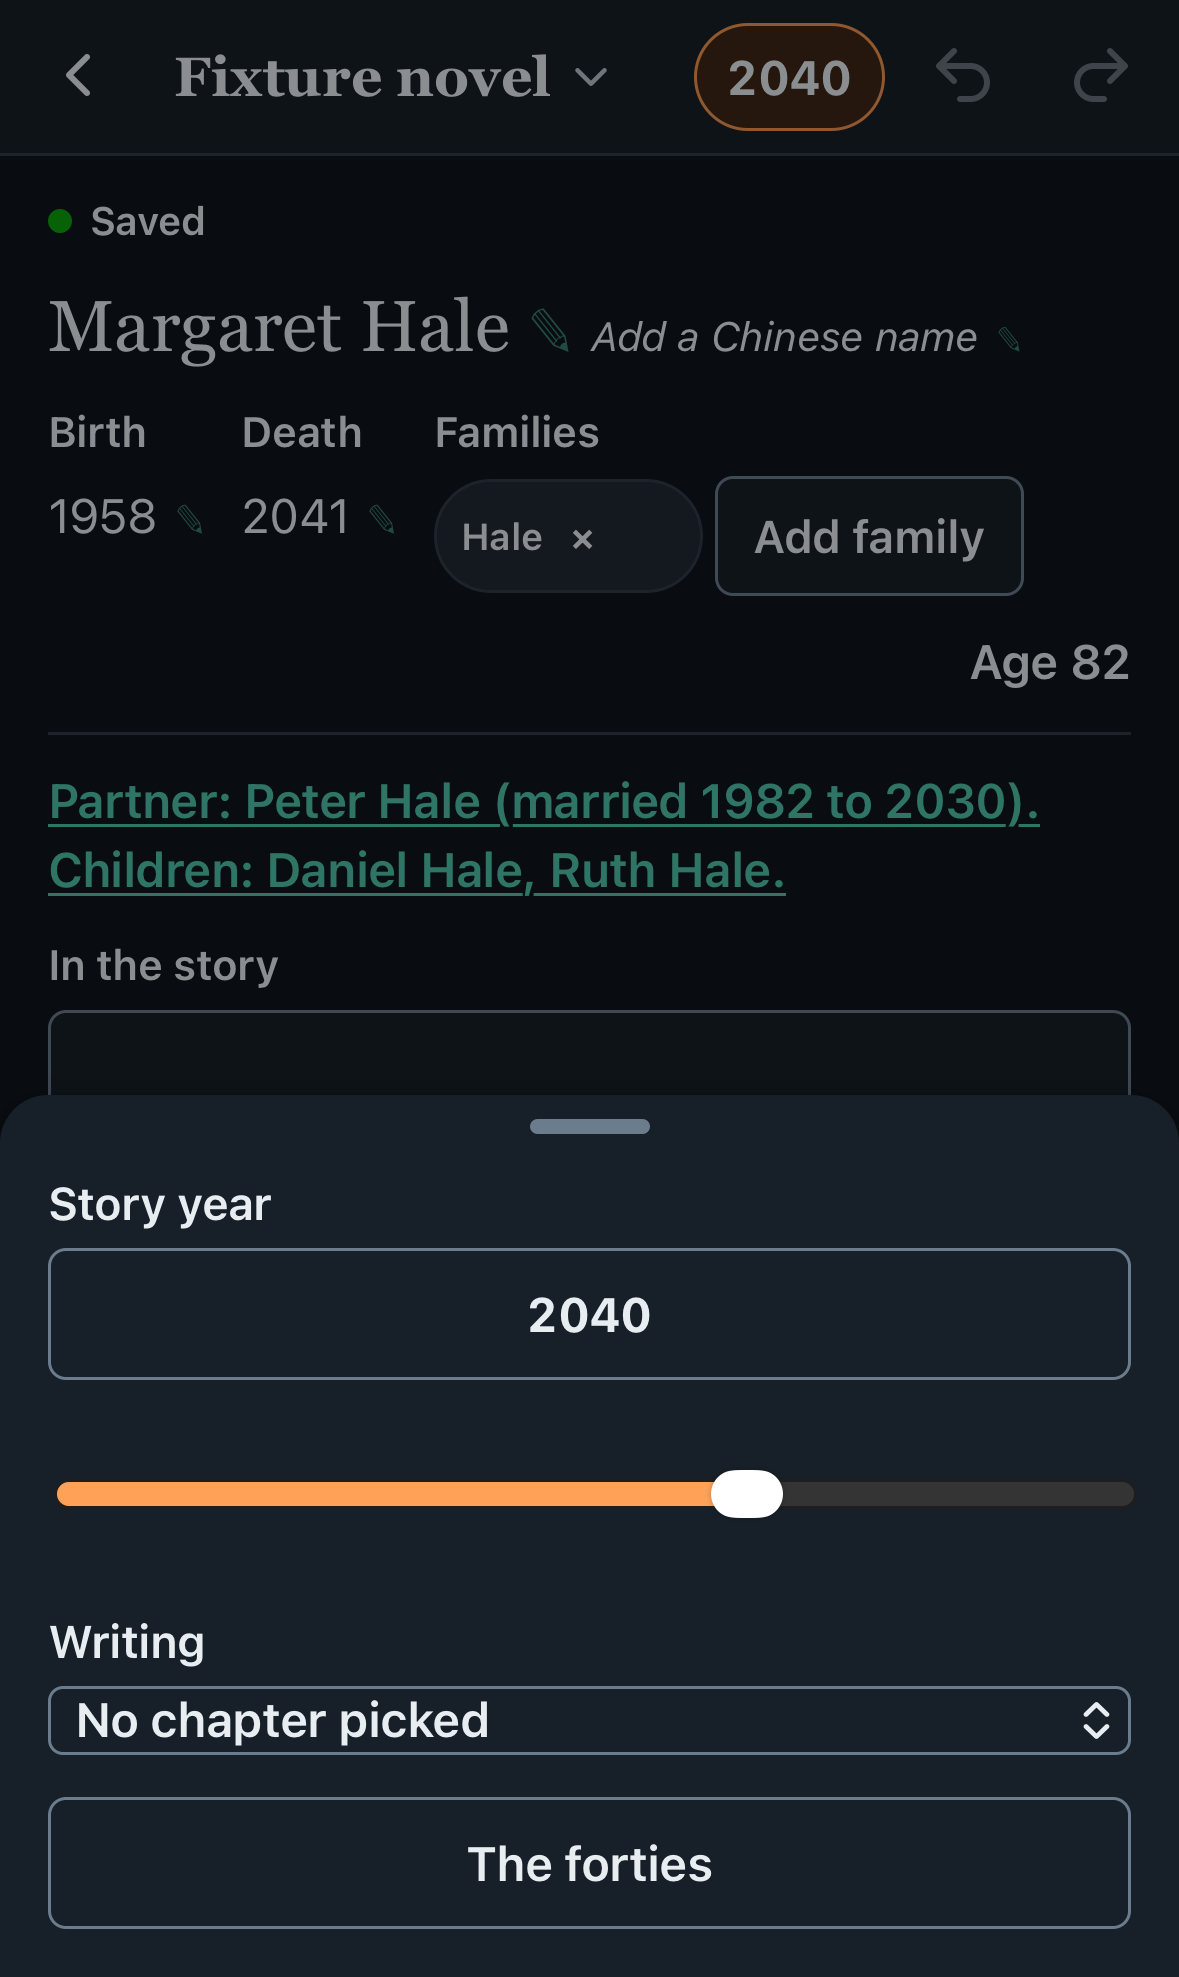 Fixture novel 2040
Saved
Margaret Hale Add a Chinese name
Birth Death Families
1958 2041 Hale × Add family
Age 82
Partner: Peter Hale (married 1982 to 2030).
Children: Daniel Hale, Ruth Hale.
In the story
Story year
2040
Writing
No chapter picked
The forties